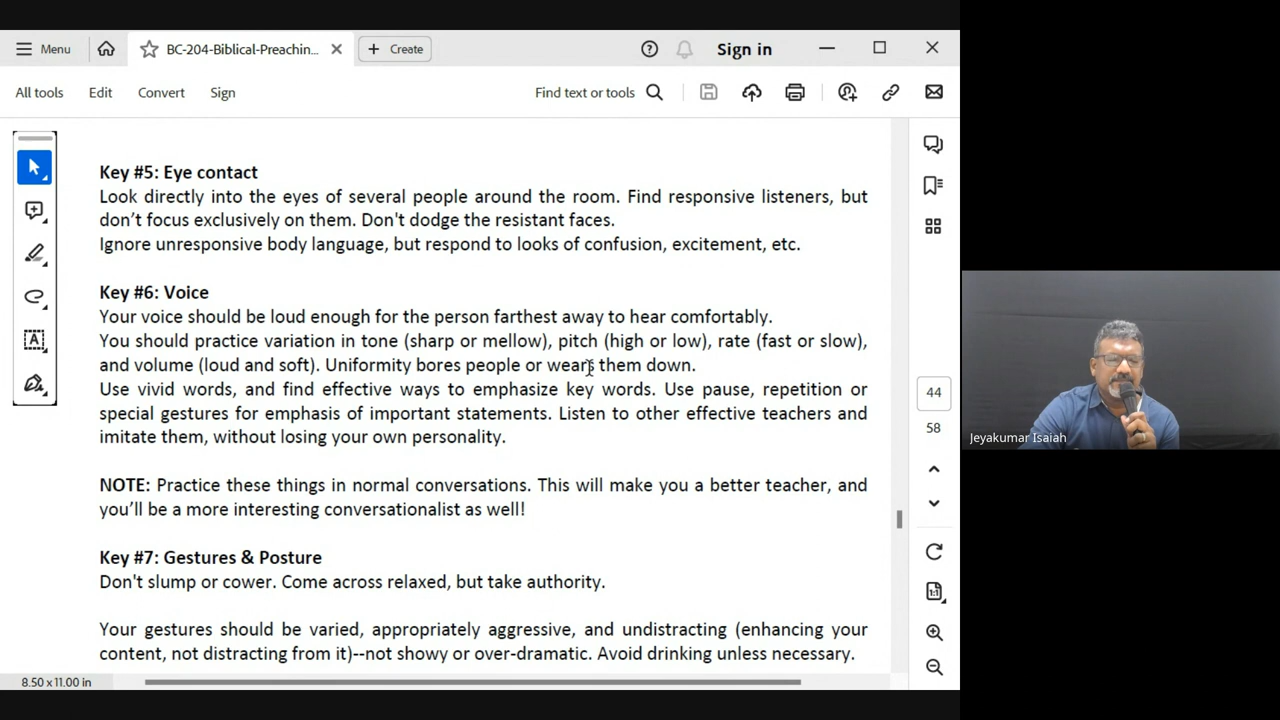 Menu
BC-204-Biblical-Preachin...
Create
Sign in
All tools
Edit
Convert
Sign
Find text or tools
Key #5: Eye contact
Look directly into the eyes of several people around the room. Find responsive listeners, but
don’t focus exclusively on them. Don't dodge the resistant faces.
Ignore unresponsive body language, but respond to looks of confusion, excitement, etc.
Key #6: Voice
Your voice should be loud enough for the person farthest away to hear comfortably.
You should practice variation in tone (sharp or mellow), pitch (high or low), rate (fast or slow),
and volume (loud and soft). Uniformity bores people or wears them down.
Use vivid words, and find effective ways to emphasize key words. Use pause, repetition or
special gestures for emphasis of important statements. Listen to other effective teachers and
imitate them, without losing your own personality.
NOTE: Practice these things in normal conversations. This will make you a better teacher, and
you’ll be a more interesting conversationalist as well!
Key #7: Gestures & Posture
Don't slump or cower. Come across relaxed, but take authority.
Your gestures should be varied, appropriately aggressive, and undistracting (enhancing your
content, not distracting from it)--not showy or over-dramatic. Avoid drinking unless necessary.
8.50 x 11.00 in
44
58
1:1
Jeyakumar Isaiah